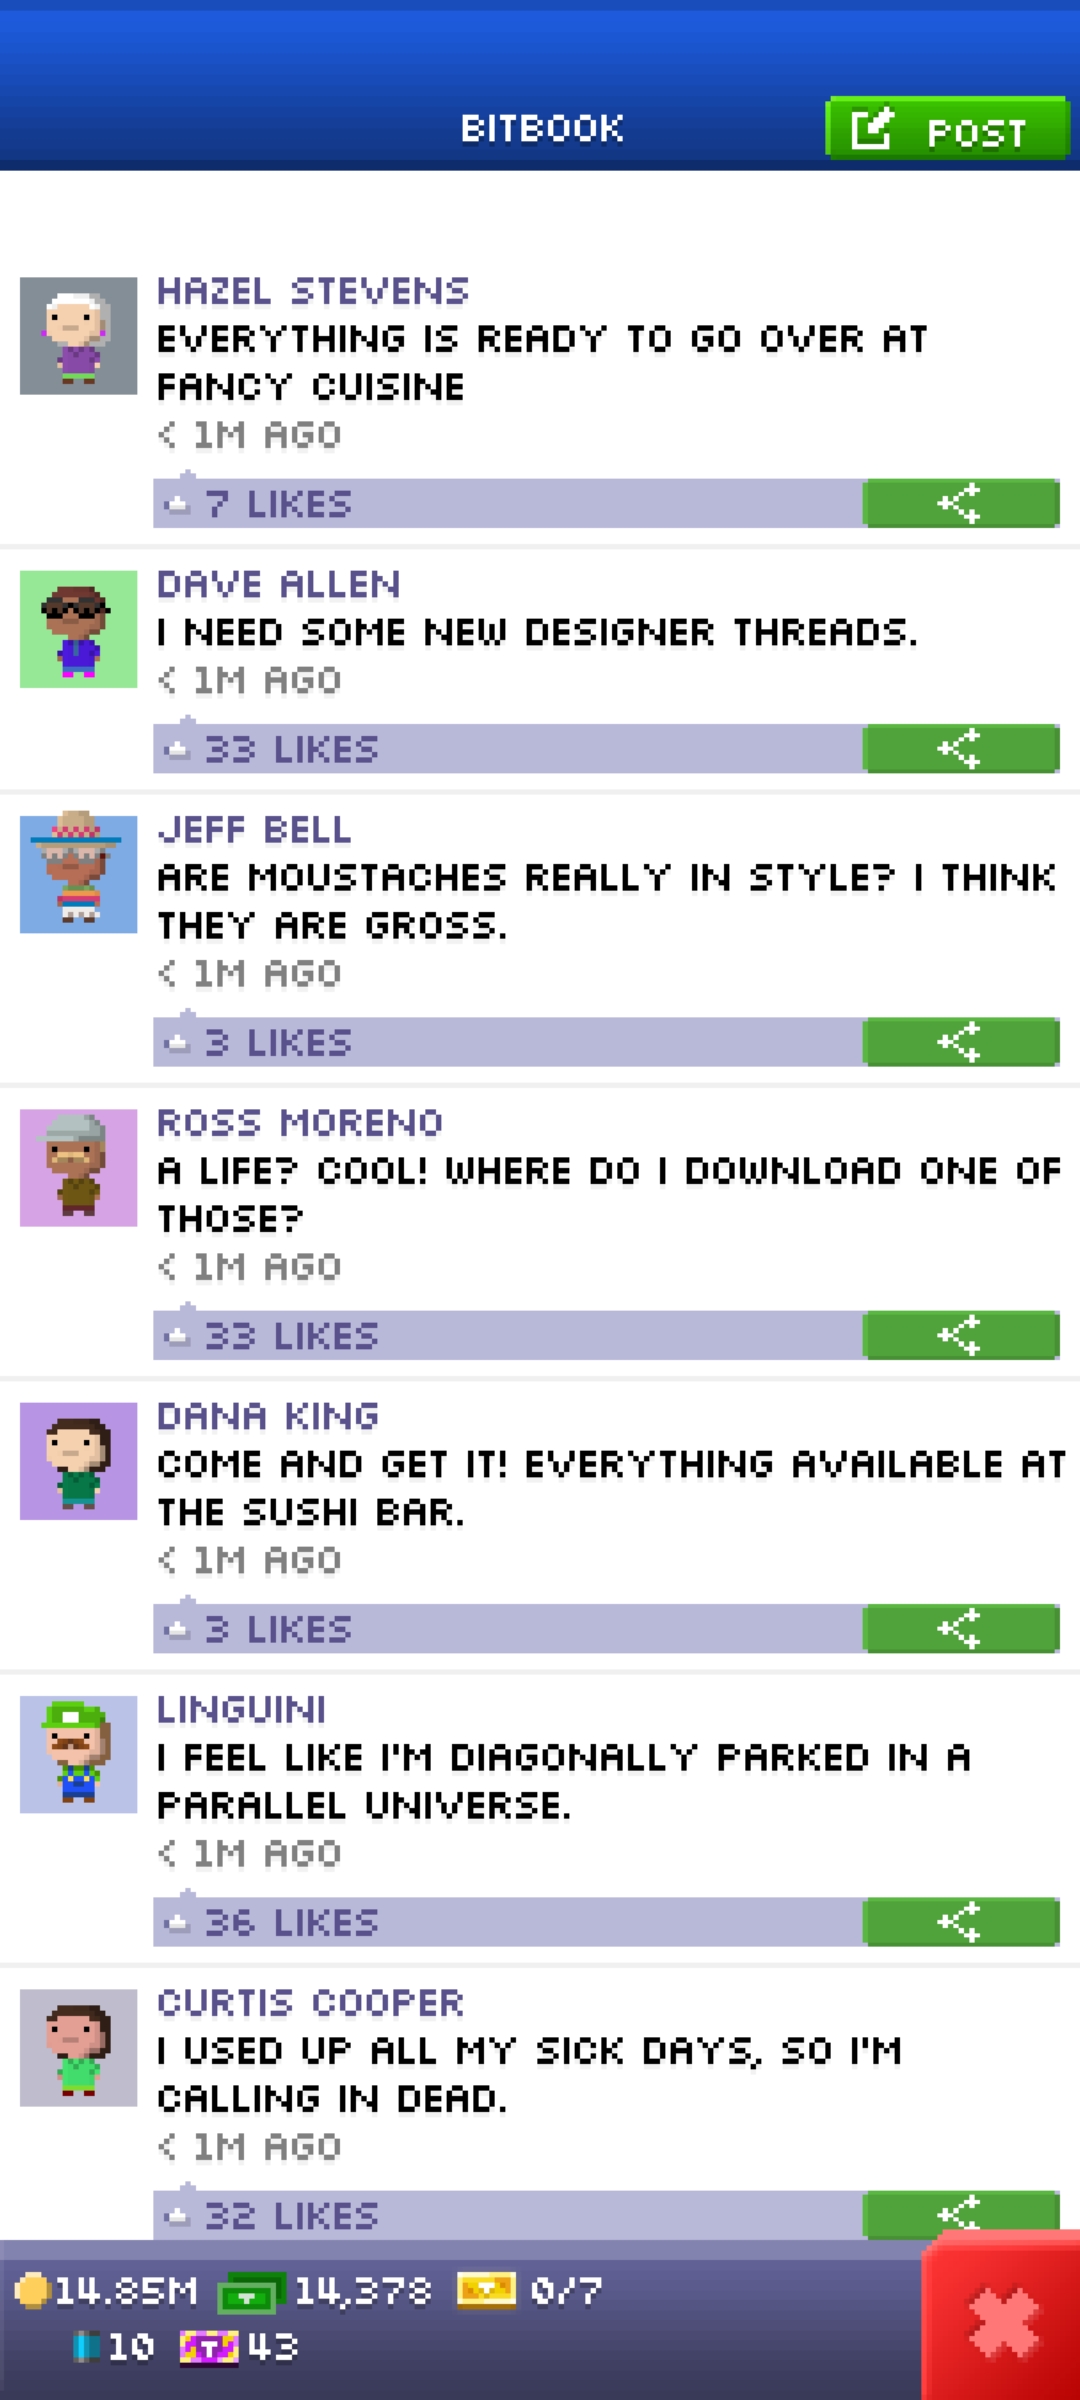 BITBOOK
POST
HAZEL STEVENS
EVERYTHING IS READY TO GO OVER AT
FANCY CUISINE
< 1M AGO
7 LIKES
DAVE ALLEN
I NEED SOME NEW DESIGNER THREADS.
< 1M AGO
33 LIKES
JEFF BELL
ARE MOUSTACHES REALLY IN STYLE? I THINK
THEY ARE GROSS.
< 1M AGO
3 LIKES
ROSS MORENO
A LIFE? COOL! WHERE DO I DOWNLOAD ONE OF
THOSE?
< 1M AGO
33 LIKES
DANA KING
COME AND GET IT! EVERYTHING AVAILABLE AT
THE SUSHI BAR.
< 1M AGO
3 LIKES
LINGUINI
I FEEL LIKE I'M DIAGONALLY PARKED IN A
PARALLEL UNIVERSE.
< 1M AGO
36 LIKES
CURTIS COOPER
I USED UP ALL MY SICK DAYS, SO I'M
CALLING IN DEAD.
< 1M AGO
32 LIKES
14.85M 14,378 0/7
10 43